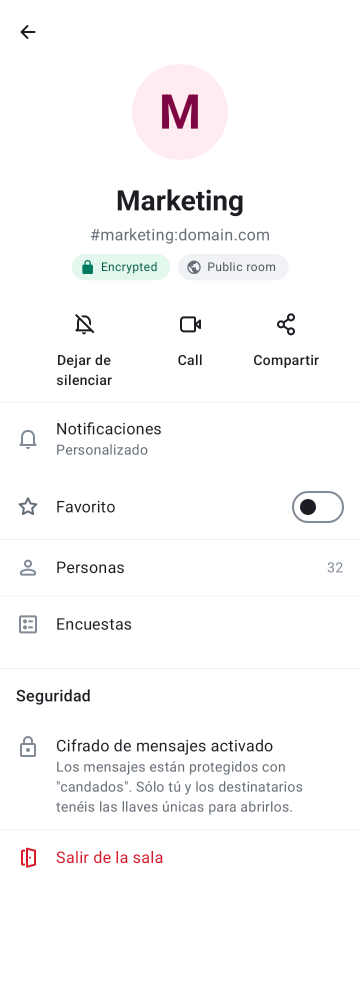 M
Marketing
#marketing:domain.com
Encrypted
Public room
Dejar de
silenciar
Call
Compartir
Notificaciones
Personalizado
Favorito
Personas
32
Encuestas
Seguridad
Cifrado de mensajes activado
Los mensajes están protegidos con
"candados". Sólo tú y los destinatarios
tenéis las llaves únicas para abrirlos.
Salir de la sala